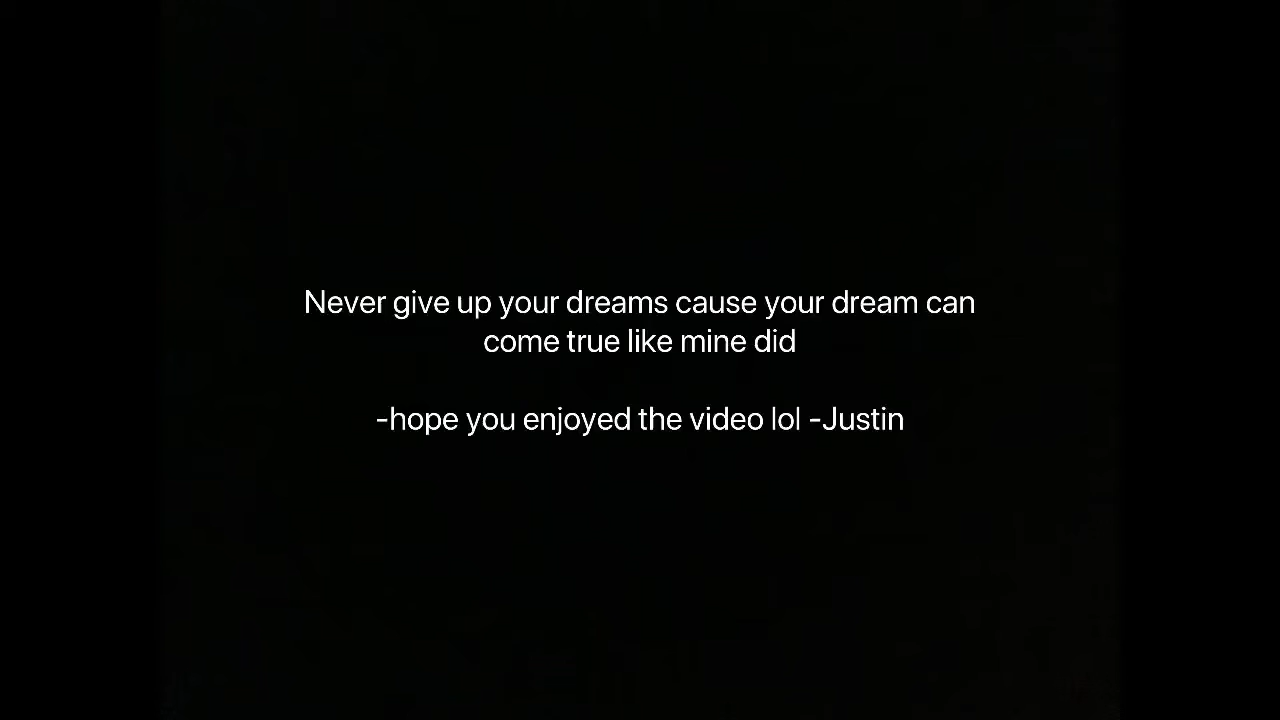 Never give up your dreams cause your dream can
come true like mine did
-hope you enjoyed the video lol -Justin